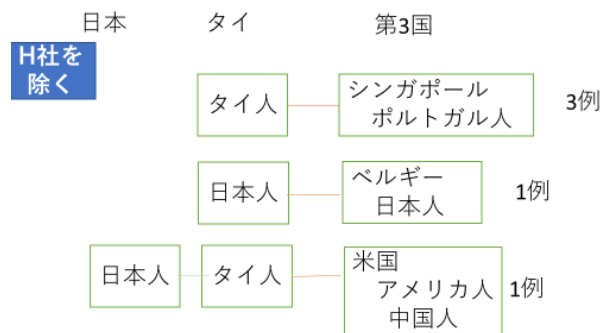 日本 タイ 第3国
H社を
除く
タイ人 シンガポール
ポルトガル人 3例
日本人 ベルギー
日本人 1例
日本人 タイ人 米国
アメリカ人 1例
中国人